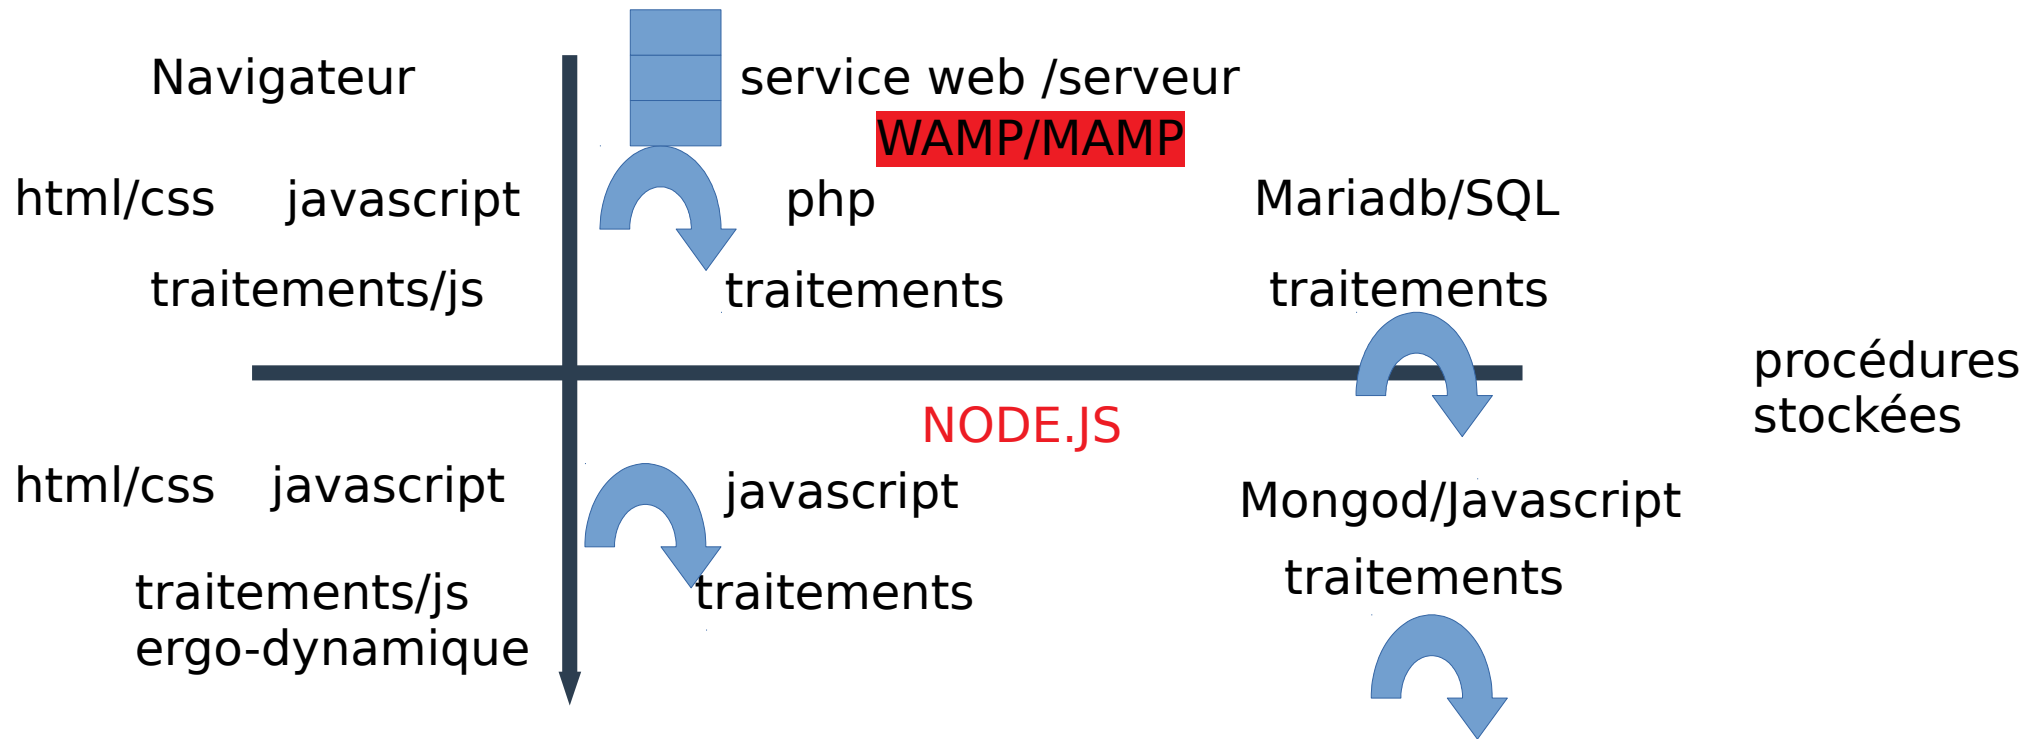 Navigateur
service web /serveur
WAMP/MAMP
html/css
javascript
php
Mariadb/SQL
traitements/js
traitements
traitements
procédures
stockées
NODE.JS
html/css
javascript
javascript
Mongod/Javascript
traitements/js
ergo-dynamique
traitements
traitements